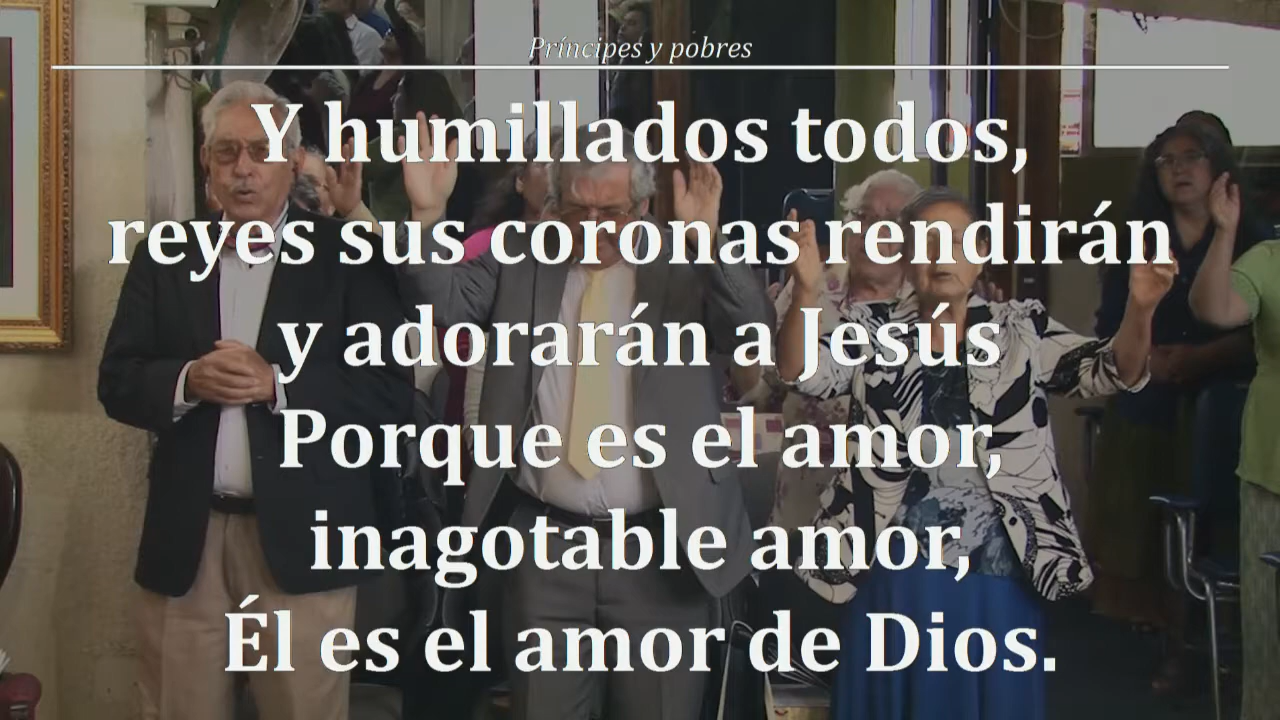 Príncipes y pobres
Y humillados todos,
reyes sus coronas rendirán
y adorarán a Jesús
Porque es el amor,
inagotable amor,
Él es el amor de Dios.